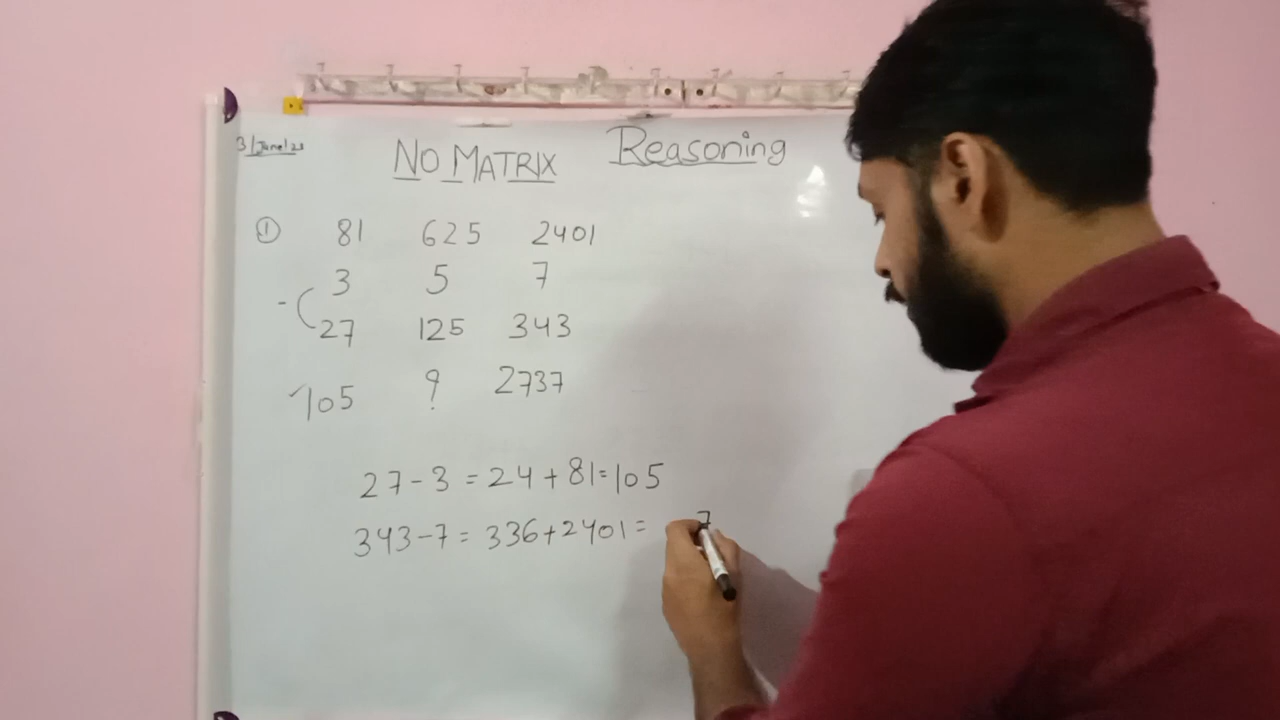 3/June/23
NO MATRIX Reasoning
① 81 625 2401
3 5 7
- 27 125 343
105 ? 2737
27-3 = 24 + 81 = 105
343-7 = 336+2401 = 7